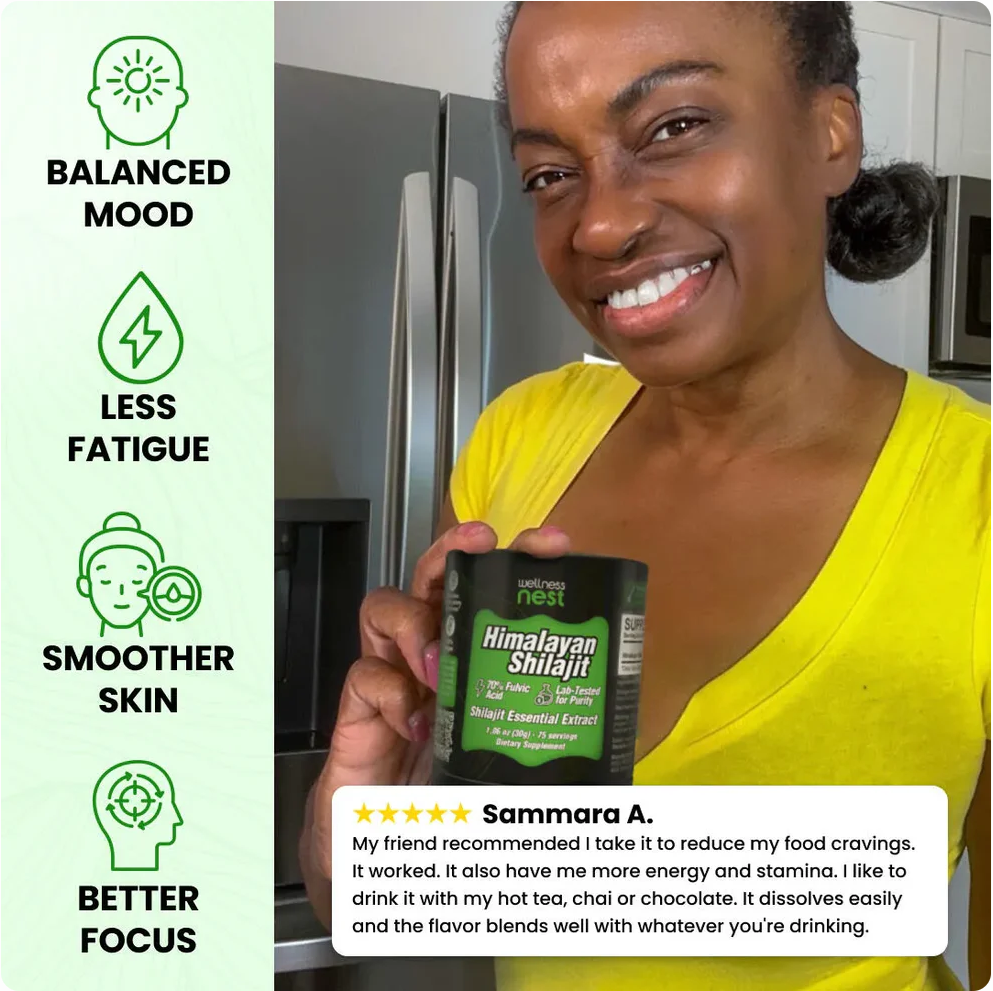 BALANCED
MOOD
LESS
FATIGUE
SMOOTHER
SKIN
BETTER
FOCUS
wellness
nest
Himalayan
Shilajit
70% Fulvic
Acid
Lab-Tested
for Purity
Shilajit Essential Extract
1.06 oz (30g) · 75 servings
Dietary Supplement
★★★★★ Sammara A.
My friend recommended I take it to reduce my food cravings.
It worked. It also have me more energy and stamina. I like to
drink it with my hot tea, chai or chocolate. It dissolves easily
and the flavor blends well with whatever you're drinking.